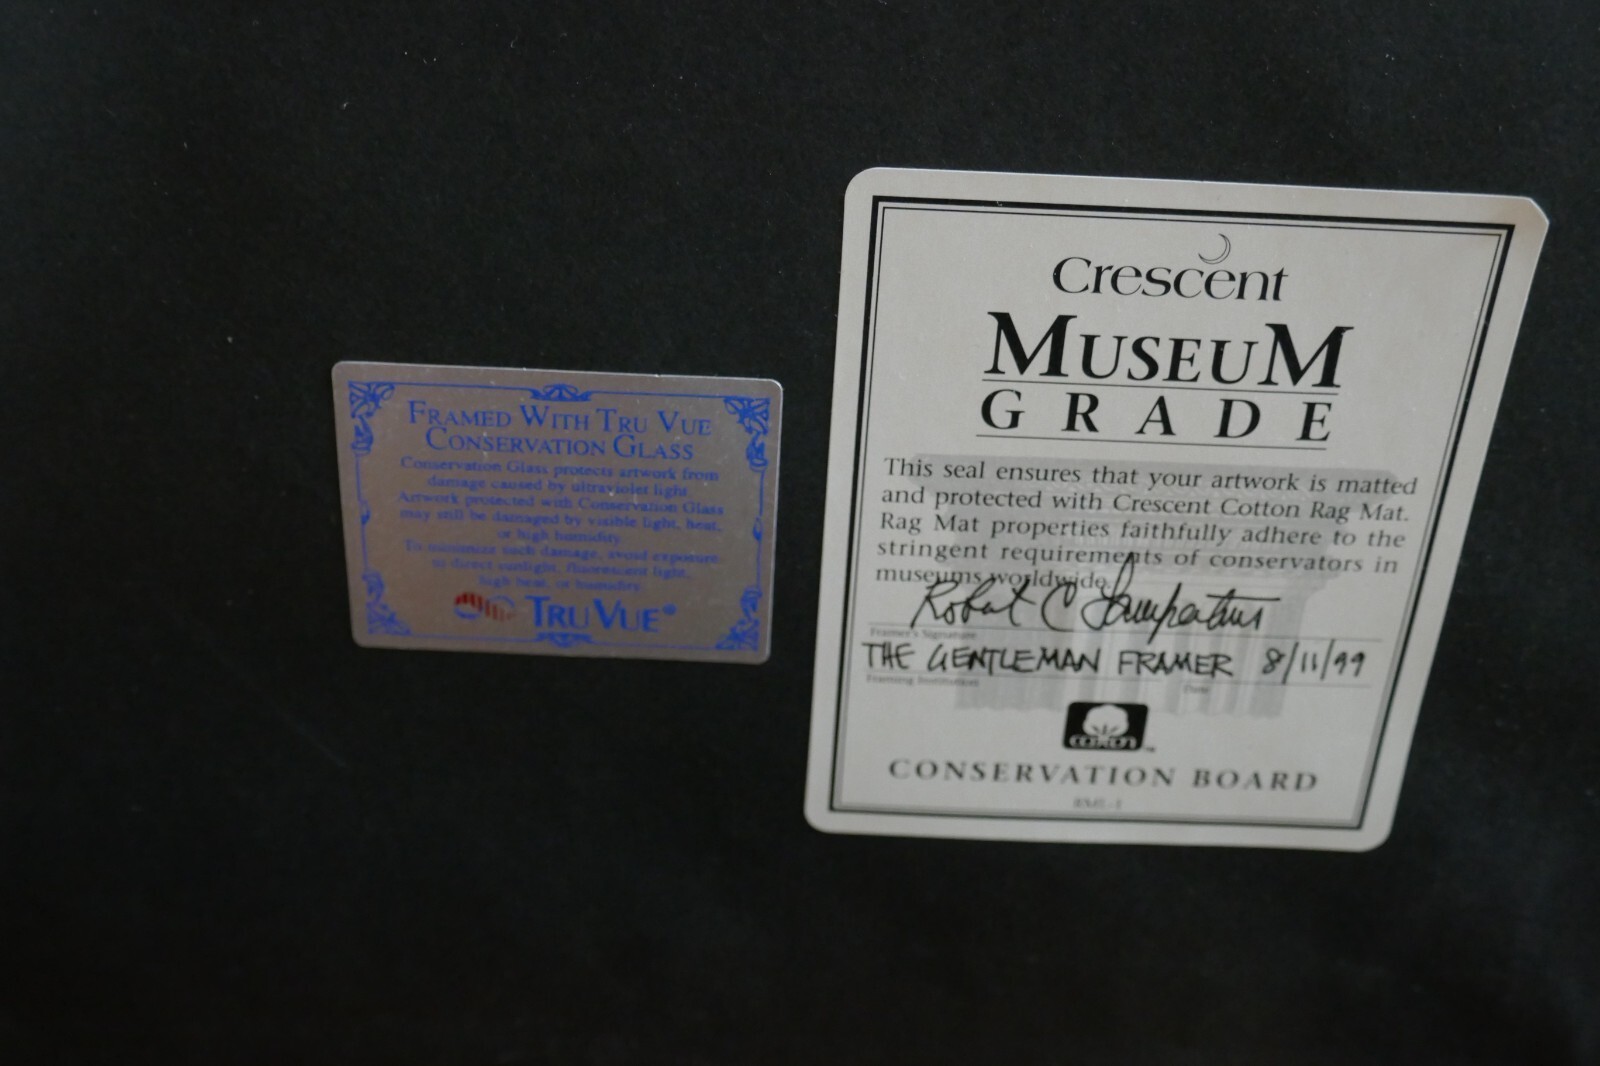 FRAMED WITH TRU VUE
CONSERVATION GLASS
Conservation Glass protects artwork from
damage caused by ultraviolet light.
Artwork protected with Conservation Glass
may still be damaged by visible light, heat,
or high humidity.
To minimize such damage, avoid exposure
to direct sunlight, fluorescent light,
high heat, or humidity.
TRU VUE®
Crescent
MUSEUM
GRADE
This seal ensures that your artwork is matted
and protected with Crescent Cotton Rag Mat.
Rag Mat properties faithfully adhere to the
stringent requirements of conservators in
museums worldwide.
Robert C
Framer's Signature
THE GENTLEMAN FRAMER 8/11/99
Framing Institution Date
COTTON™
CONSERVATION BOARD